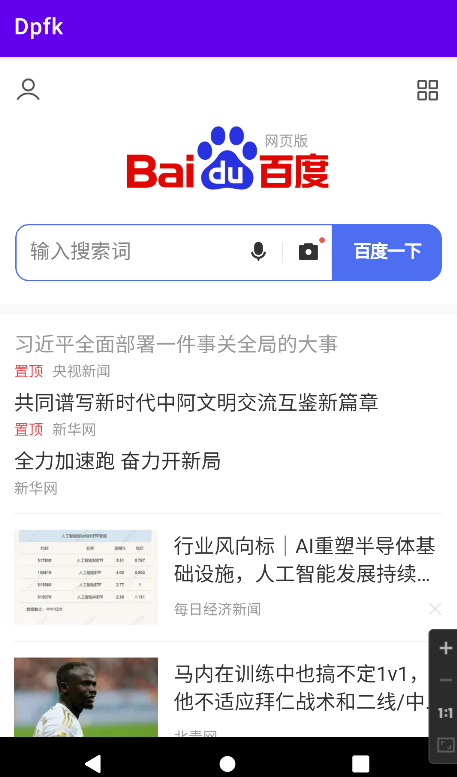 Dpfk
网页版
Bai du 百度
输入搜索词
百度一下
习近平全面部署一件事关全局的大事
置顶 央视新闻
共同谱写新时代中阿文明交流互鉴新篇章
置顶 新华网
全力加速跑 奋力开新局
新华网
行业风向标｜AI重塑半导体基
础设施，人工智能发展持续…
每日经济新闻
马内在训练中也搞不定1v1，
他不适应拜仁战术和二线/中…
北青网
1:1